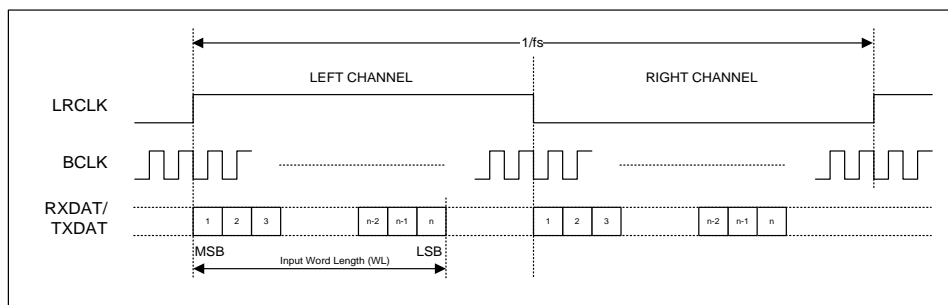 1/fs
LEFT CHANNEL RIGHT CHANNEL
LRCLK
BCLK
RXDAT/
TXDAT
1 2 3 n-2 n-1 n 1 2 3 n-2 n-1 n
MSB LSB
Input Word Length (WL)